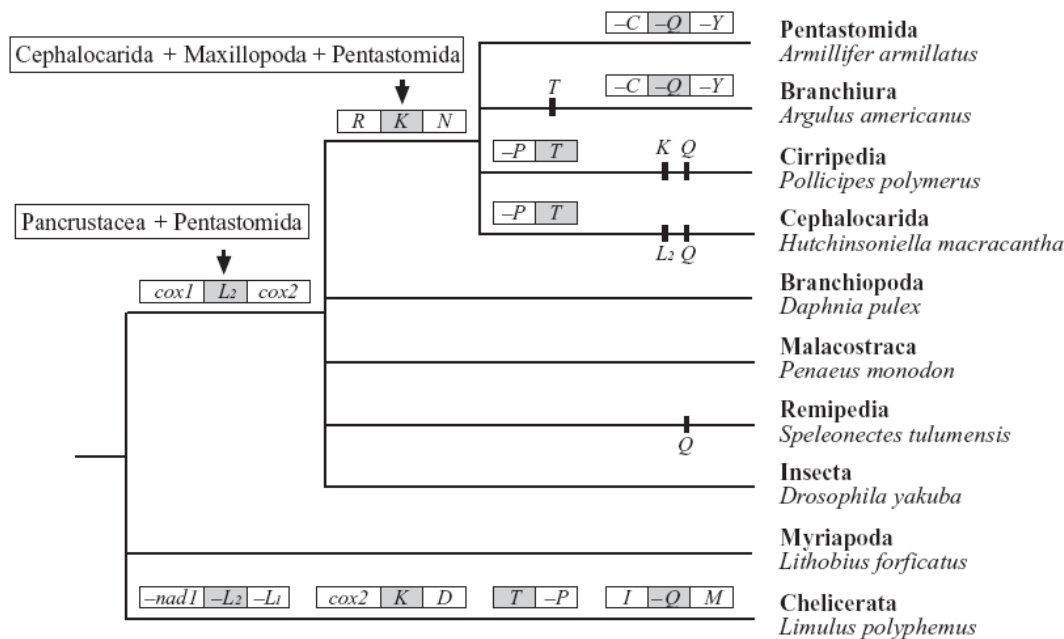 –C –Q –Y
Pentastomida
Armillifer armillatus
Cephalocarida + Maxillopoda + Pentastomida
T
–C –Q –Y
Branchiura
Argulus americanus
R K N
–P T
K Q
Cirripedia
Pollicipes polymerus
Pancrustacea + Pentastomida
–P T
L2 Q
Cephalocarida
Hutchinsoniella macracantha
cox1 L2 cox2
Branchiopoda
Daphnia pulex
Malacostraca
Penaeus monodon
Q
Remipedia
Speleonectes tulumensis
Insecta
Drosophila yakuba
Myriapoda
Lithobius forficatus
–nad1 –L2 –L1
cox2 K D
T –P
I –Q M
Chelicerata
Limulus polyphemus